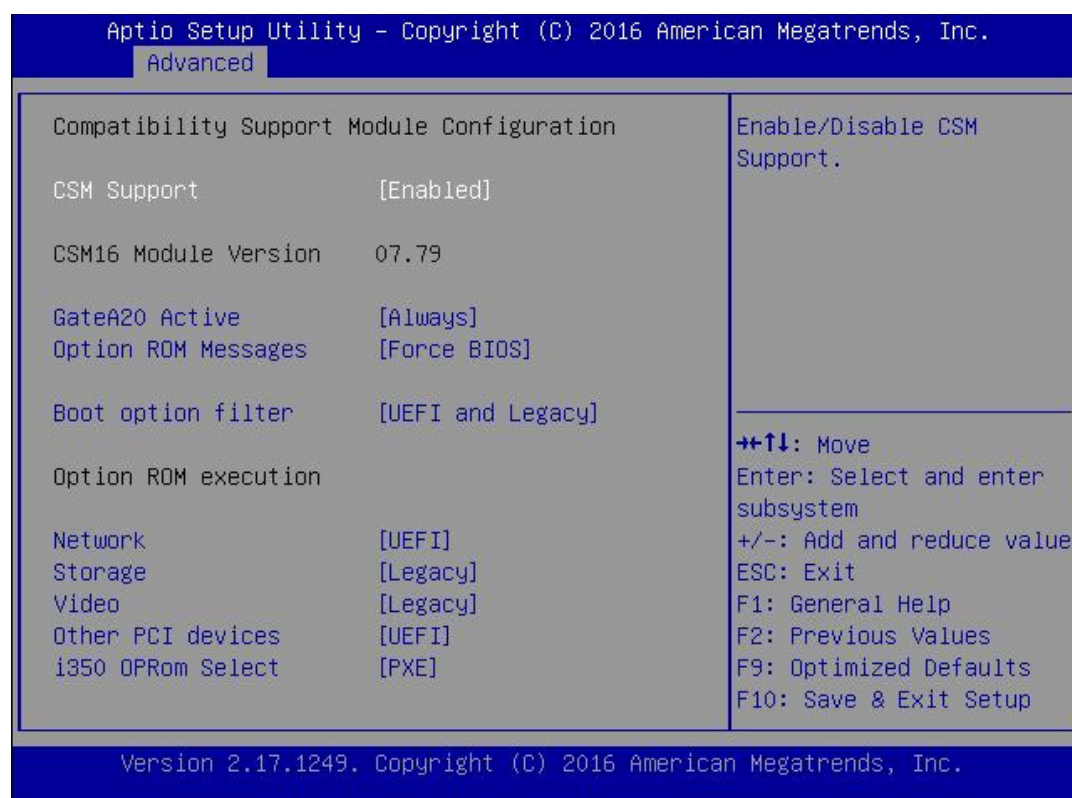 Aptio Setup Utility – Copyright (C) 2016 American Megatrends, Inc.
Advanced
Compatibility Support Module Configuration
CSM Support [Enabled]
CSM16 Module Version 07.79
GateA20 Active [Always]
Option ROM Messages [Force BIOS]
Boot option filter [UEFI and Legacy]
Option ROM execution
Network [UEFI]
Storage [Legacy]
Video [Legacy]
Other PCI devices [UEFI]
i350 OPRom Select [PXE]
Enable/Disable CSM
Support.
→←↑↓: Move
Enter: Select and enter
subsystem
+/-: Add and reduce value
ESC: Exit
F1: General Help
F2: Previous Values
F9: Optimized Defaults
F10: Save & Exit Setup
Version 2.17.1249. Copyright (C) 2016 American Megatrends, Inc.